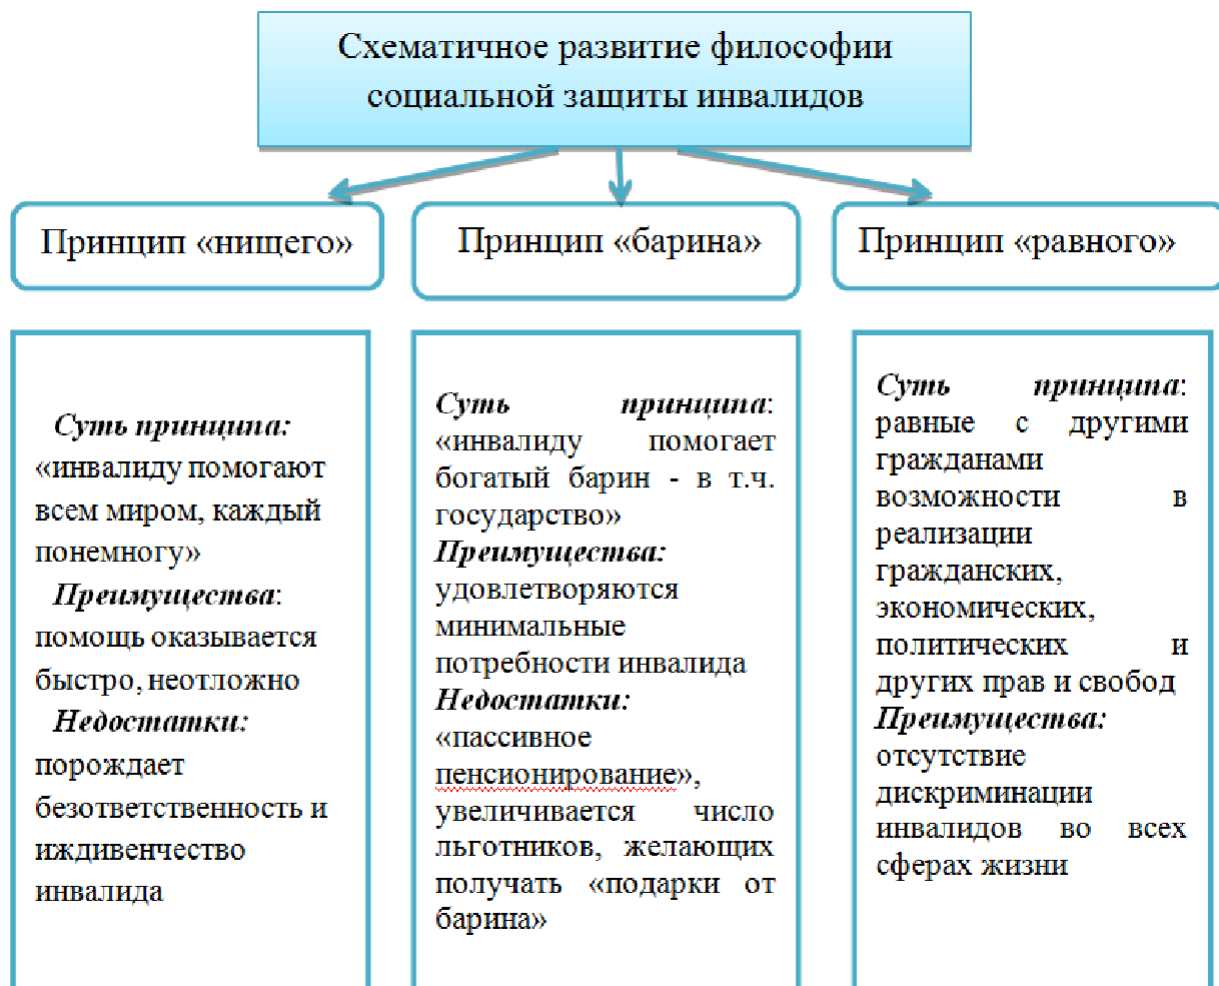 Схематичное развитие философии
социальной защиты инвалидов
Принцип «нищего»
Принцип «барина»
Принцип «равного»
Суть принципа:
«инвалиду помогают
всем миром, каждый
понемногу»
Преимущества:
помощь оказывается
быстро, неотложно
Недостатки:
порождает
безответственность и
иждивенчество
инвалида
Суть принципа:
«инвалиду помогает
богатый барин - в т.ч.
государство»
Преимущества:
удовлетворяются
минимальные
потребности инвалида
Недостатки:
«пассивное
пенсионирование»,
увеличивается число
льготников, желающих
получать «подарки от
барина»
Суть принципа:
равные с другими
гражданами
возможности в
реализации
гражданских,
экономических,
политических и
других прав и свобод
Преимущества:
отсутствие
дискриминации
инвалидов во всех
сферах жизни